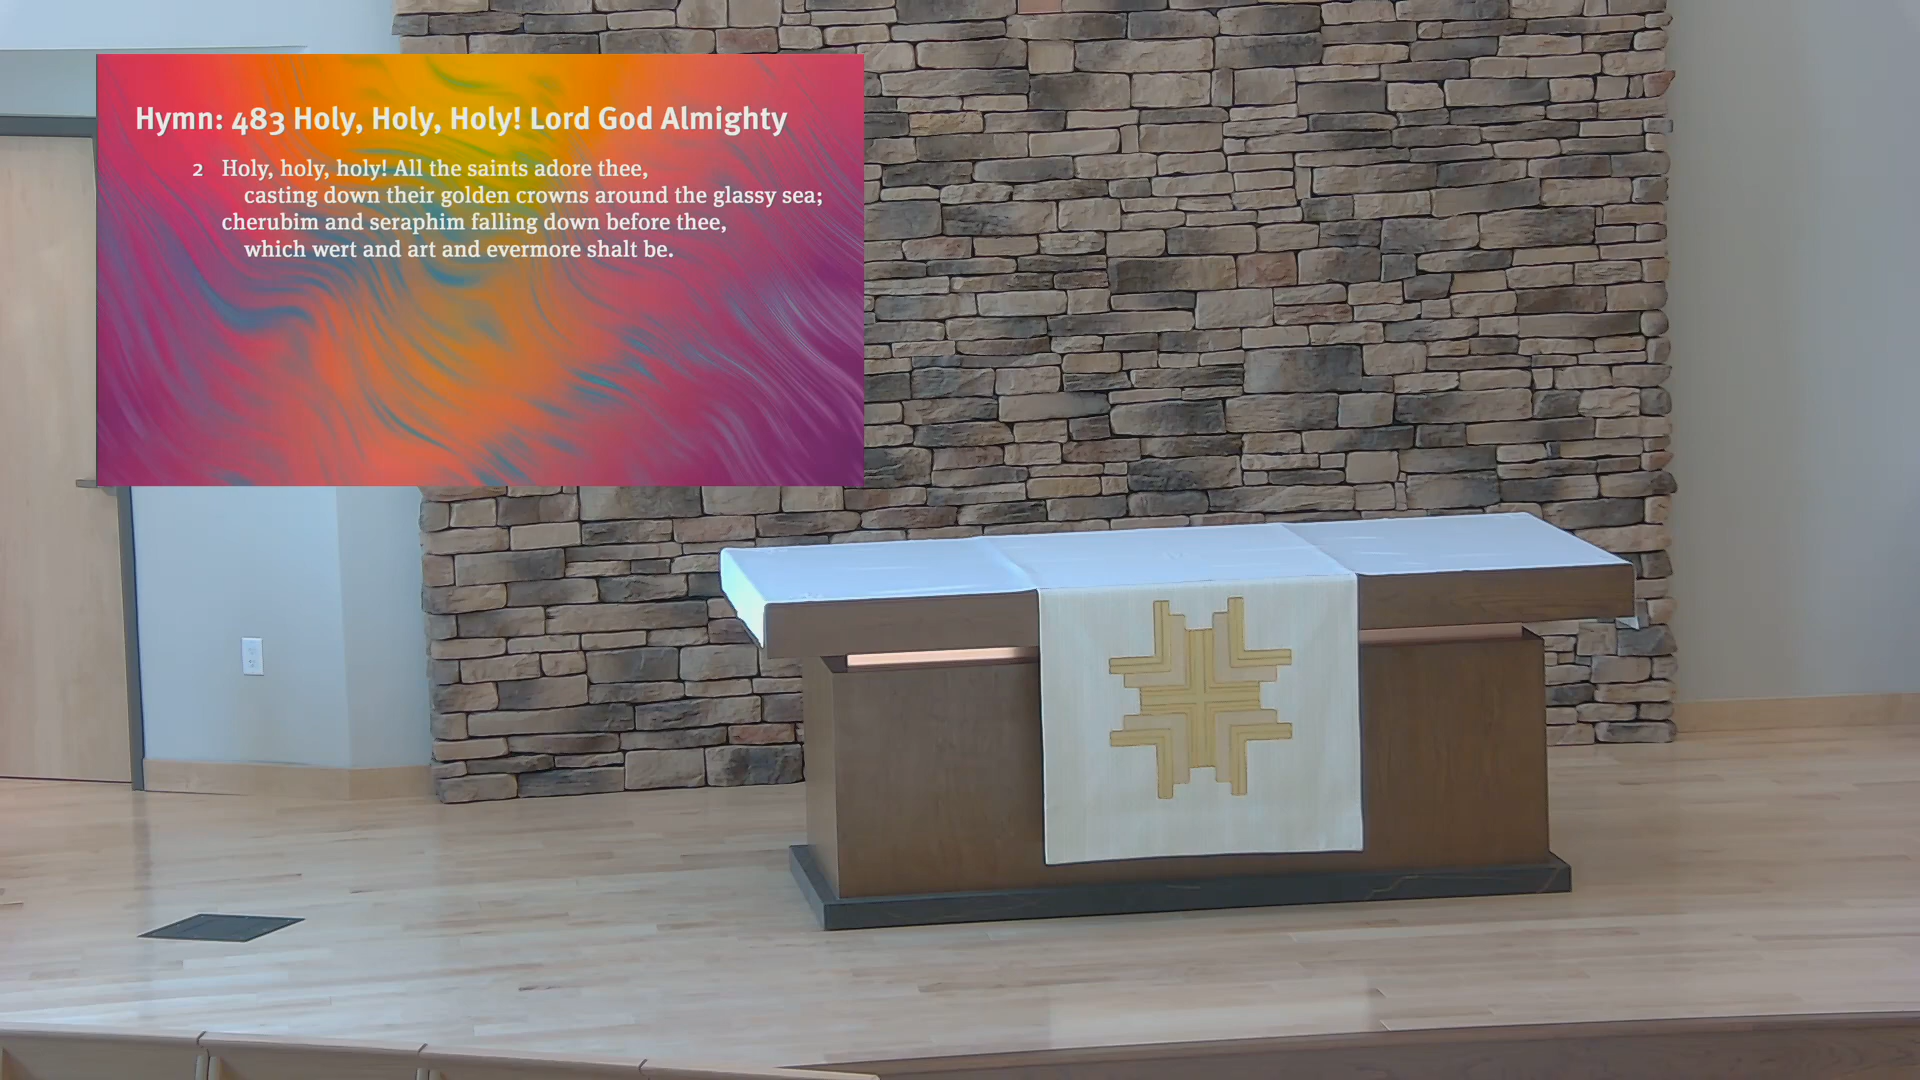 Hymn: 483 Holy, Holy, Holy! Lord God Almighty
2 Holy, holy, holy! All the saints adore thee,
casting down their golden crowns around the glassy sea;
cherubim and seraphim falling down before thee,
which wert and art and evermore shalt be.